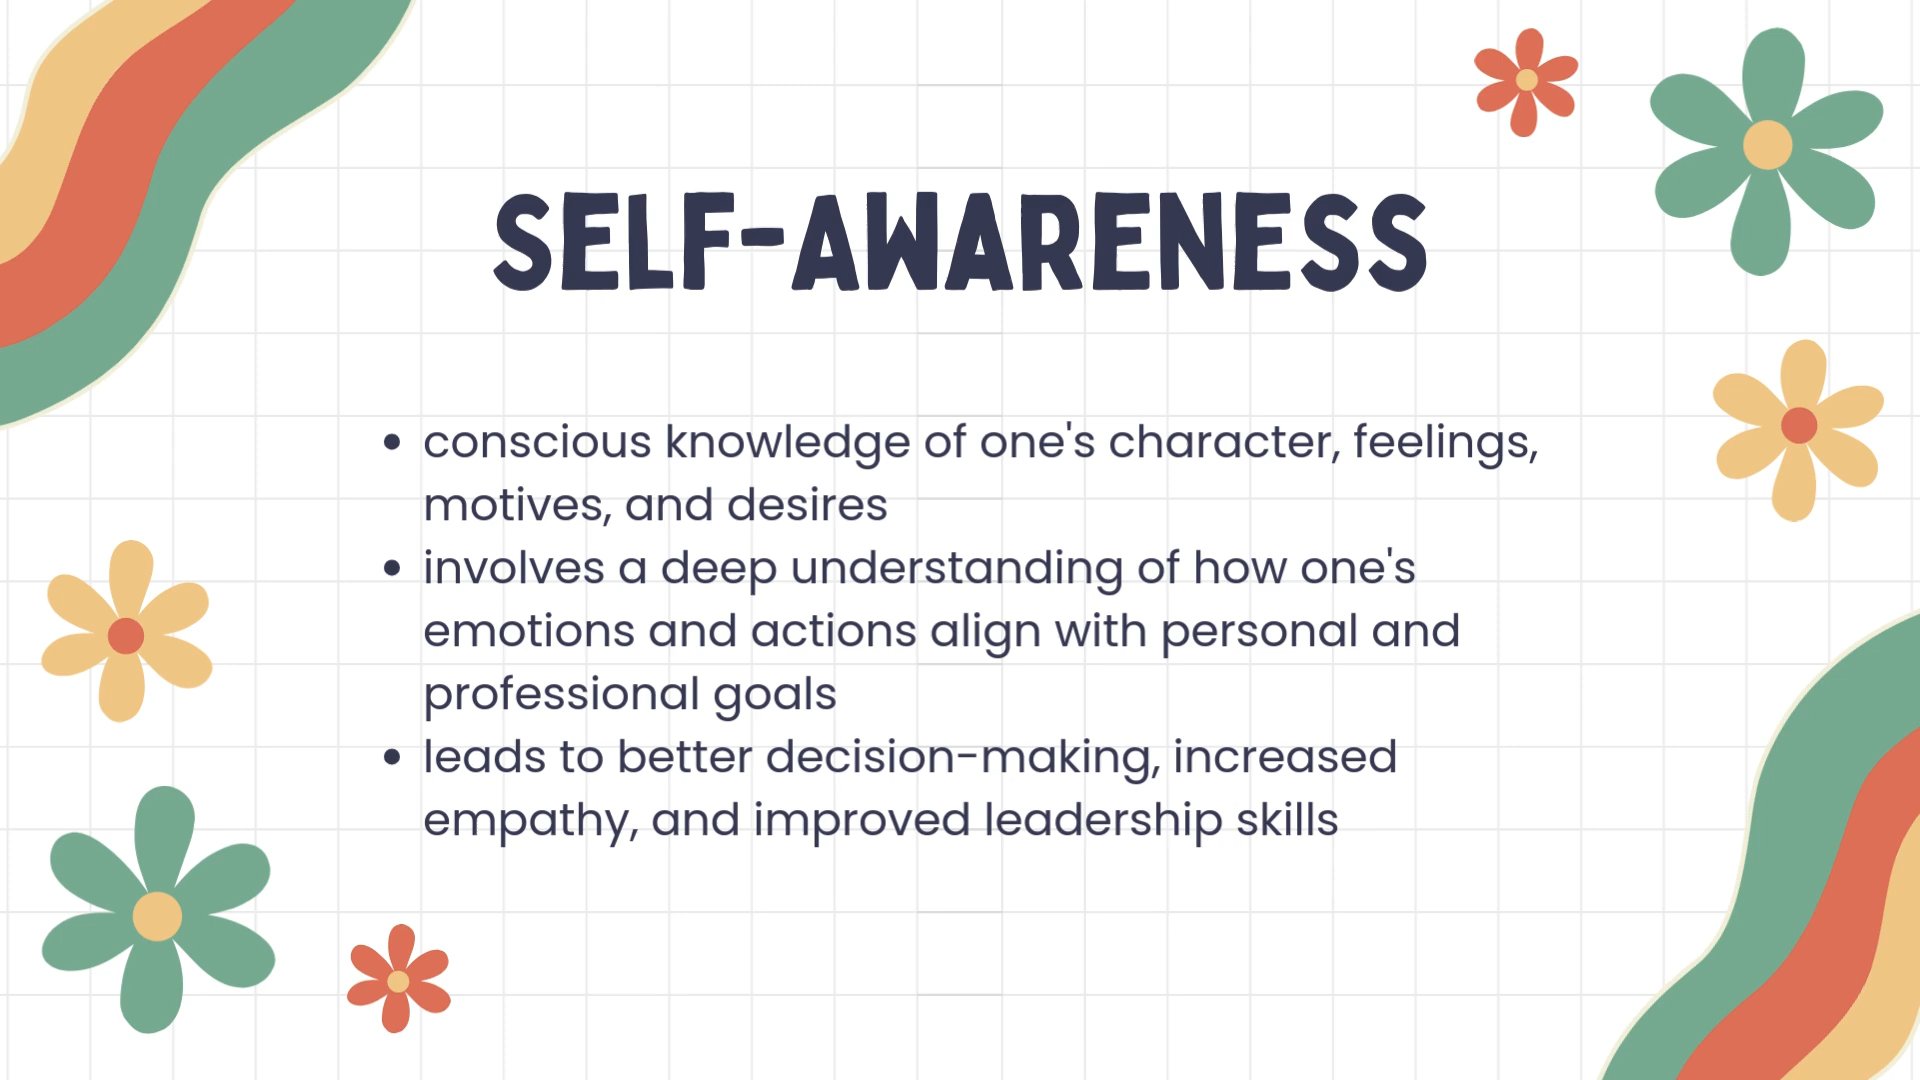 SELF-AWARENESS
• conscious knowledge of one's character, feelings,
motives, and desires
• involves a deep understanding of how one's
emotions and actions align with personal and
professional goals
• leads to better decision-making, increased
empathy, and improved leadership skills